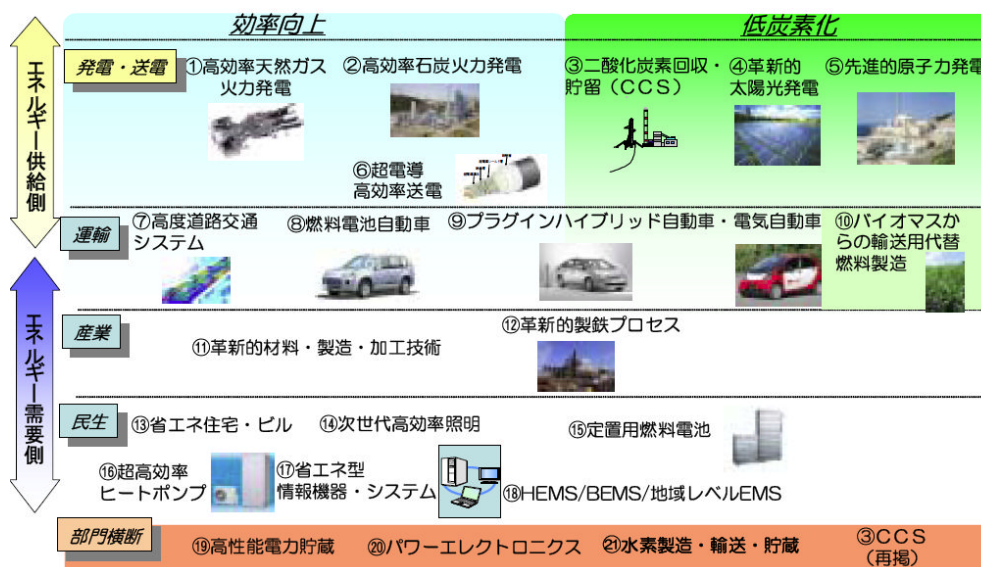 効率向上
低炭素化
エネルギー供給側
発電・送電
①高効率天然ガス
火力発電
②高効率石炭火力発電
③二酸化炭素回収・
貯留(CCS)
④革新的
太陽光発電
⑤先進的原子力発電
⑥超電導
高効率送電
運輸
⑦高度道路交通
システム
⑧燃料電池自動車
⑨プラグインハイブリッド自動車・電気自動車
⑩バイオマスか
らの輸送用代替
燃料製造
エネルギー需要側
産業
⑪革新的材料・製造・加工技術
⑫革新的製鉄プロセス
民生
⑬省エネ住宅・ビル
⑭次世代高効率照明
⑮定置用燃料電池
⑯超高効率
ヒートポンプ
⑰省エネ型
情報機器・システム
⑱HEMS/BEMS/地域レベルEMS
部門横断
⑲高性能電力貯蔵
⑳パワーエレクトロニクス
㉑水素製造・輸送・貯蔵
③CCS
(再掲)